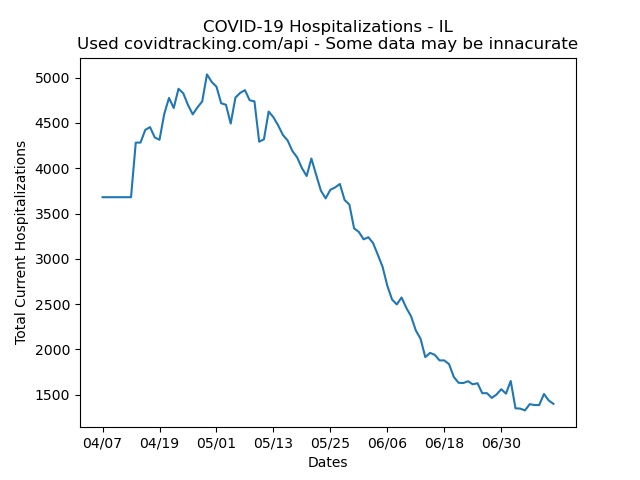 COVID-19 Hospitalizations - IL
Used covidtracking.com/api - Some data may be innacurate
Total Current Hospitalizations
5000
4500
4000
3500
3000
2500
2000
1500
04/07 04/19 05/01 05/13 05/25 06/06 06/18 06/30
Dates